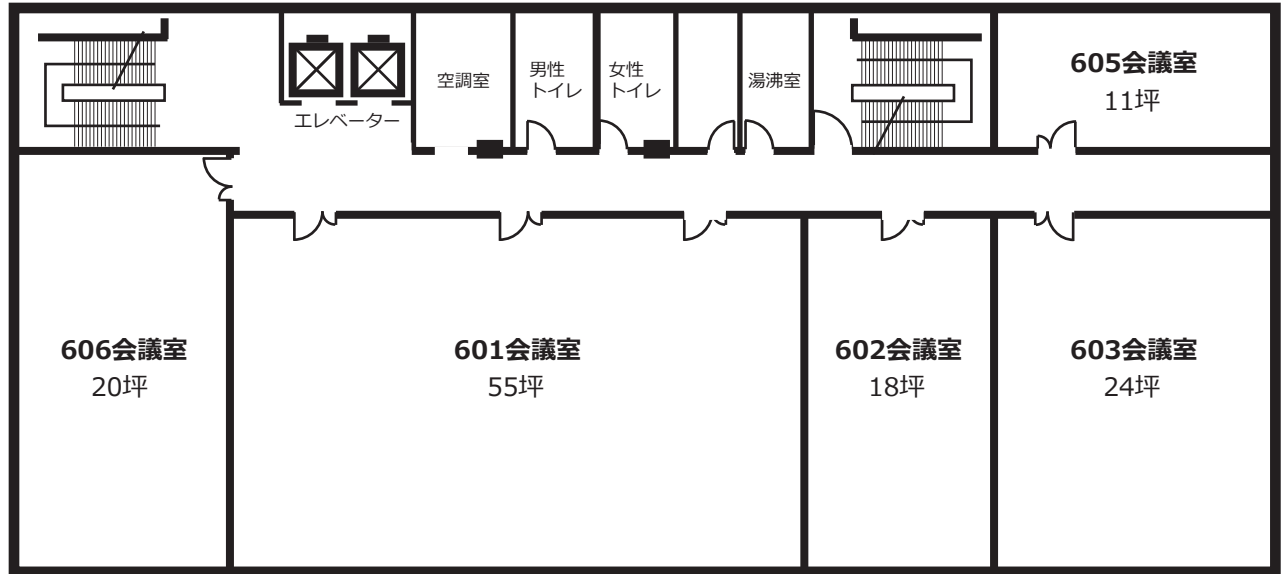 エレベーター
空調室
男性
トイレ
女性
トイレ
湯沸室
605会議室
11坪
606会議室
20坪
601会議室
55坪
602会議室
18坪
603会議室
24坪